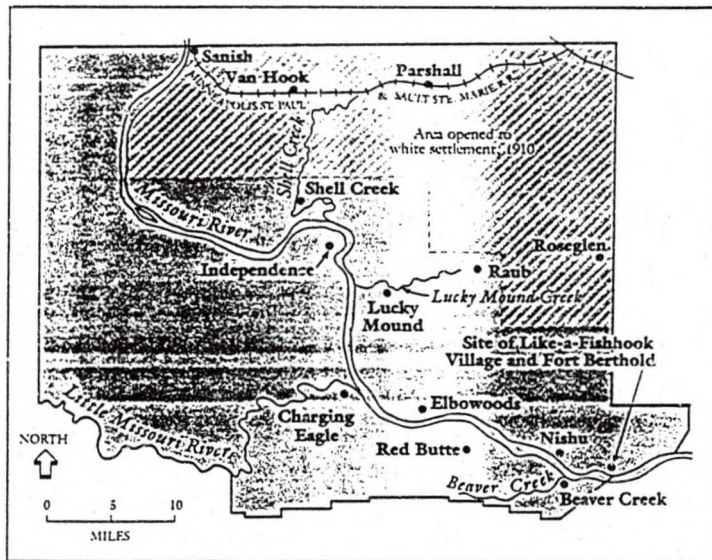 Sanish
Van Hook
Parshall
MINNEAPOLIS, ST. PAUL
& SAULT STE. MARIE R.R.
Area opened to
white settlement, 1910
Shell Creek
Shell Creek
Missouri River
Independence
Roseglen
Raub
Lucky Mound Creek
Lucky
Mound
Site of Like-a-Fishhook
Village and Fort Berthold
Little Missouri River
Charging
Eagle
Elbowoods
Nishu
Red Butte
Beaver Creek
Beaver Creek
NORTH
0 5 10
MILES